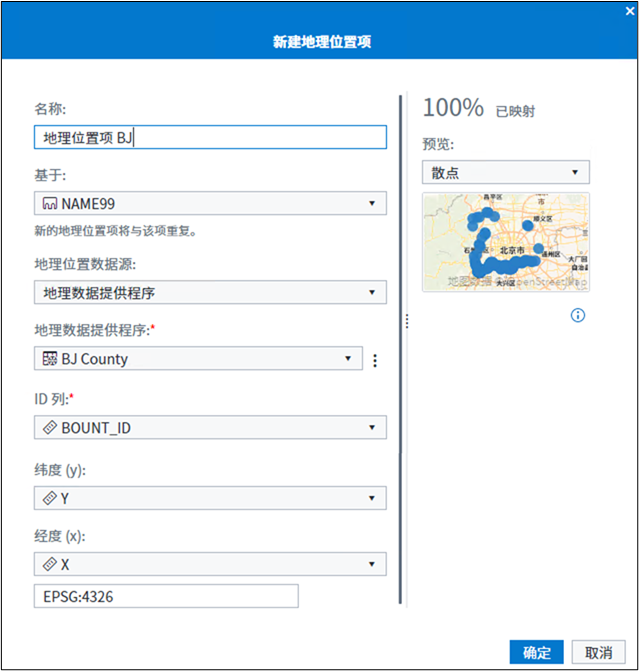 新建地理位置项
名称:
地理位置项 BJ
基于:
NAME99
新的地理位置项将与该项重复。
地理位置数据源:
地理数据提供程序
地理数据提供程序:*
BJ County
ID 列:*
BOUNT_ID
纬度 (y):
Y
经度 (x):
X
EPSG:4326
100% 已映射
预览:
散点
昌平区
市
顺义区
北京市
通州区
大厂回
大兴区
地图数据 © OpenStreetMap
确定
取消